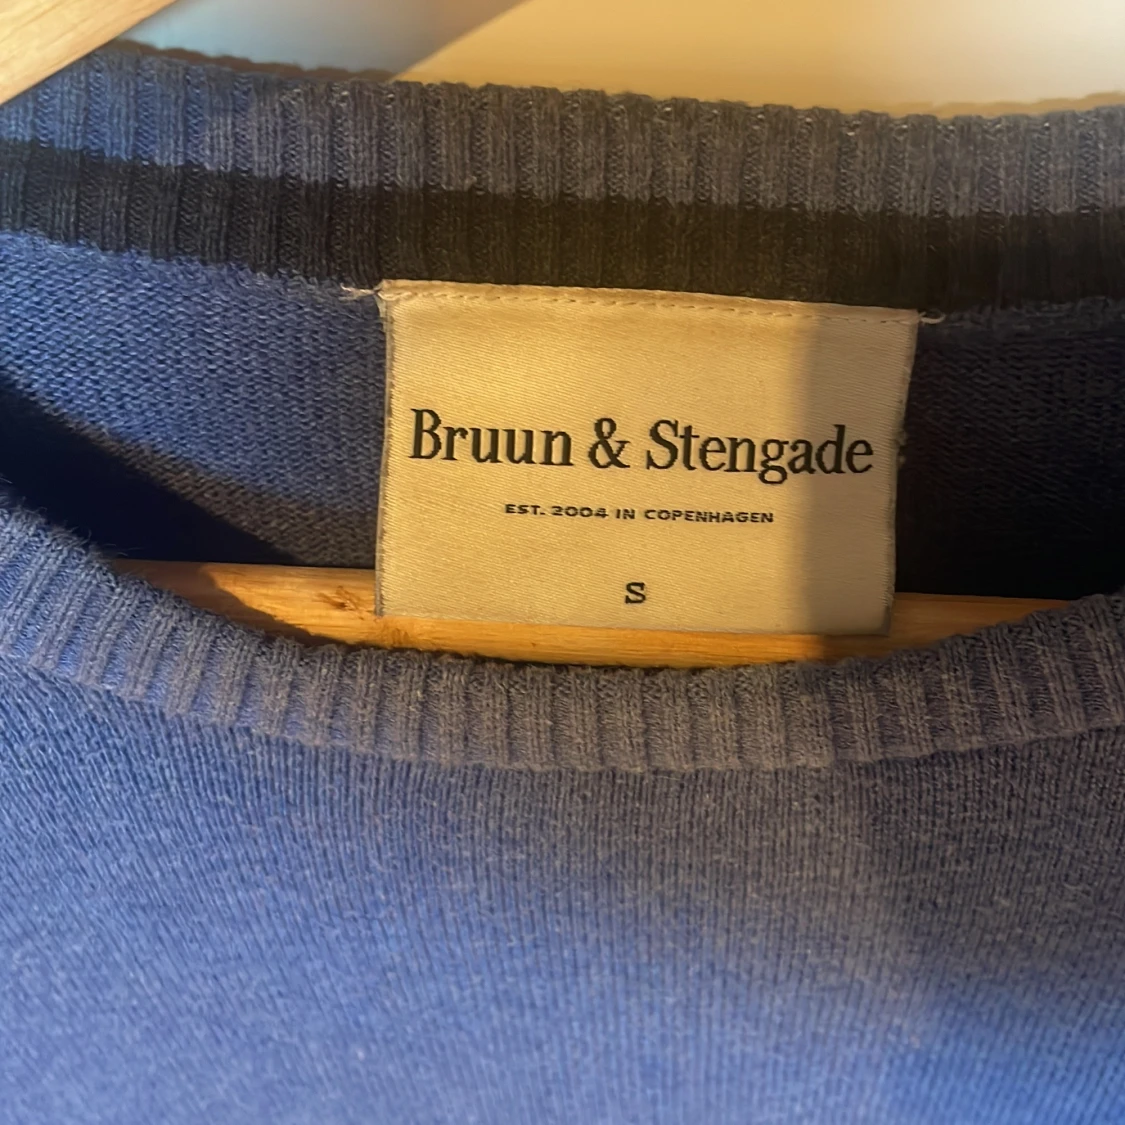 Bruun & Stengade
EST. 2004 IN COPENHAGEN
S